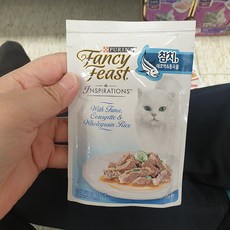 PURINA
Fancy
Feast
참치,
INSPIRATIONS
With Tuna,
Courgette &
Wholegrain Rice